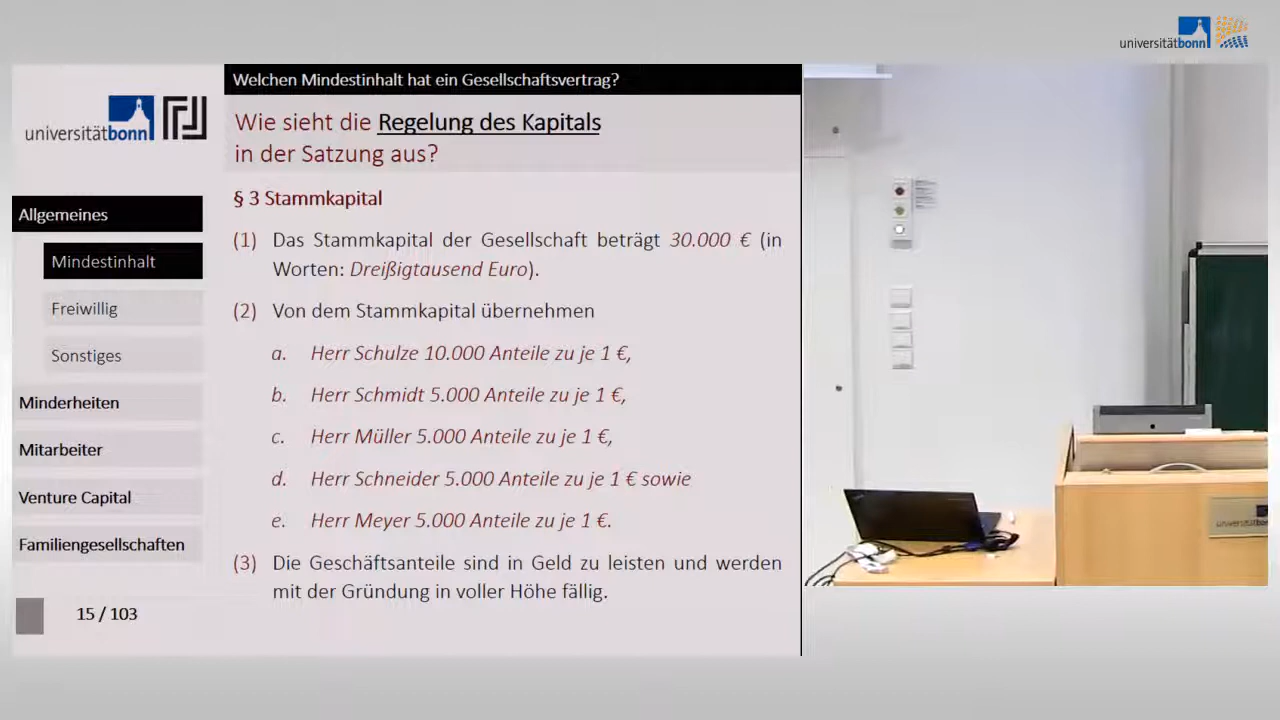 universitätbonn
Welchen Mindestinhalt hat ein Gesellschaftsvertrag?
universitätbonn
Wie sieht die Regelung des Kapitals
in der Satzung aus?
§ 3 Stammkapital
Allgemeines
Mindestinhalt
Freiwillig
Sonstiges
Minderheiten
Mitarbeiter
Venture Capital
Familiengesellschaften
15 / 103
(1) Das Stammkapital der Gesellschaft beträgt 30.000 € (in
Worten: Dreißigtausend Euro).
(2) Von dem Stammkapital übernehmen
a. Herr Schulze 10.000 Anteile zu je 1 €,
b. Herr Schmidt 5.000 Anteile zu je 1 €,
c. Herr Müller 5.000 Anteile zu je 1 €,
d. Herr Schneider 5.000 Anteile zu je 1 € sowie
e. Herr Meyer 5.000 Anteile zu je 1 €.
(3) Die Geschäftsanteile sind in Geld zu leisten und werden
mit der Gründung in voller Höhe fällig.
universitätbonn